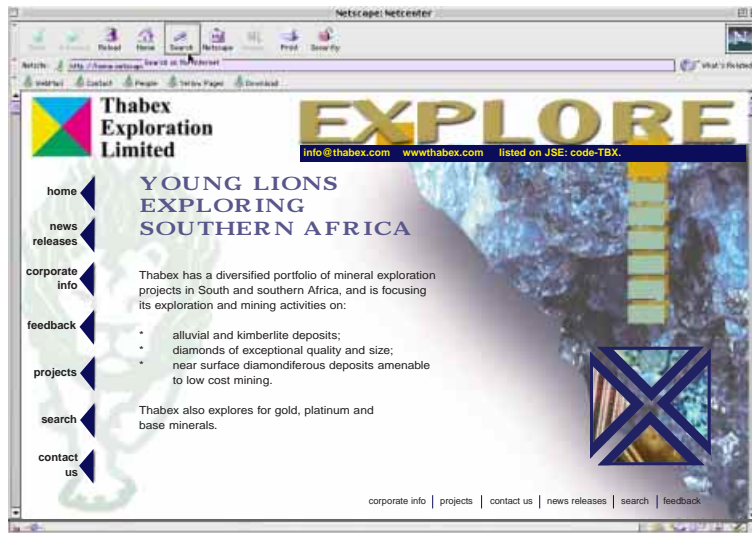 Netscape: Netcenter
Reload Home Search Netscape Print Security
What's Related
WebMail Contact People Yellow Pages Download
Thabex
Exploration
Limited
EXPLORE
info@thabex.com wwwthabex.com listed on JSE: code-TBX.
home
news
releases
corporate
info
feedback
projects
search
contact
us
YOUNG LIONS
EXPLORING
SOUTHERN AFRICA
Thabex has a diversified portfolio of mineral exploration
projects in South and southern Africa, and is focusing
its exploration and mining activities on:
* alluvial and kimberlite deposits;
* diamonds of exceptional quality and size;
* near surface diamondiferous deposits amenable
to low cost mining.
Thabex also explores for gold, platinum and
base minerals.
corporate info | projects | contact us | news releases | search | feedback